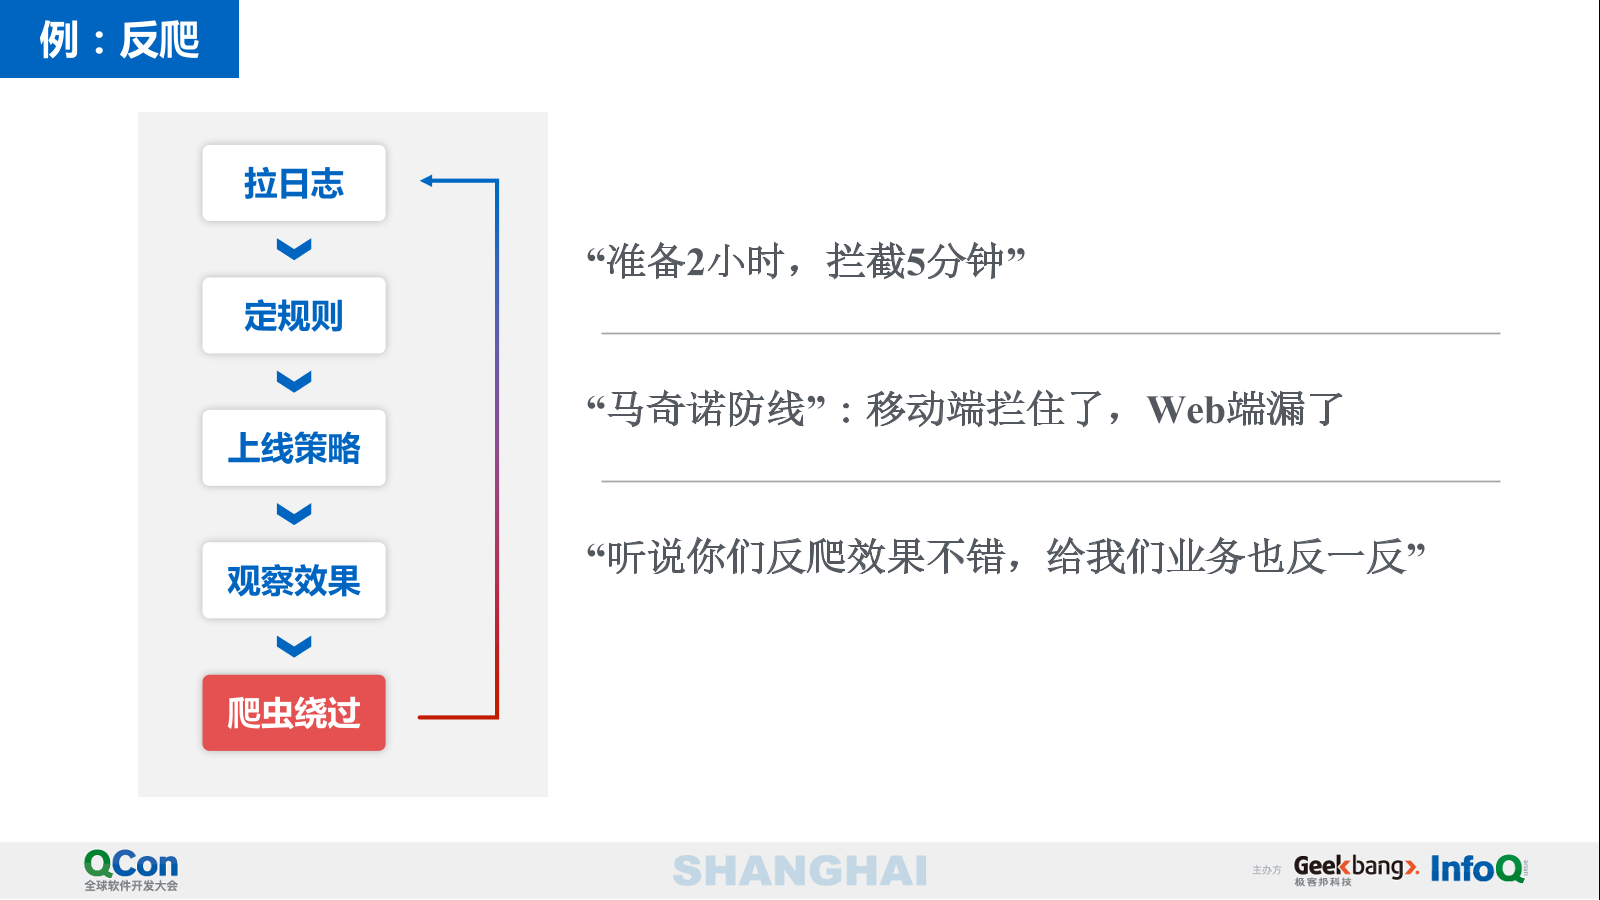 例：反爬
拉日志
定规则
上线策略
观察效果
爬虫绕过
“准备2小时，拦截5分钟”
“马奇诺防线”：移动端拦住了，Web端漏了
“听说你们反爬效果不错，给我们业务也反一反”
QCon
全球软件开发大会
SHANGHAI
主办方
Geekbang>.
极客邦科技
InfoQ